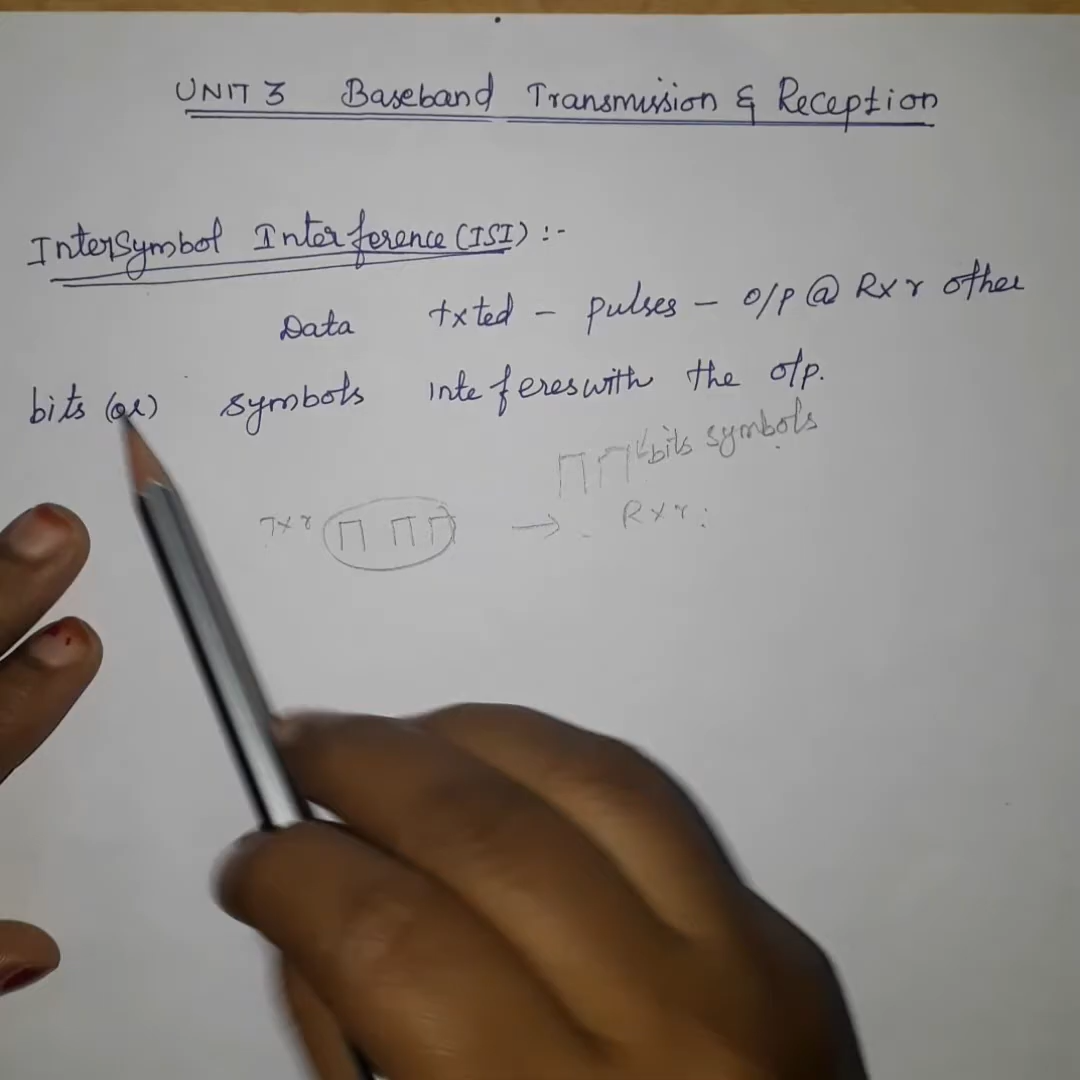 UNIT 3 Baseband Transmission & Reception
InterSymbol Interference (ISI) :-
Data txted - pulses - o/p @ Rxr other
bits (or) symbols interferes with the o/p.
bits symbols
Txr → Rxr: